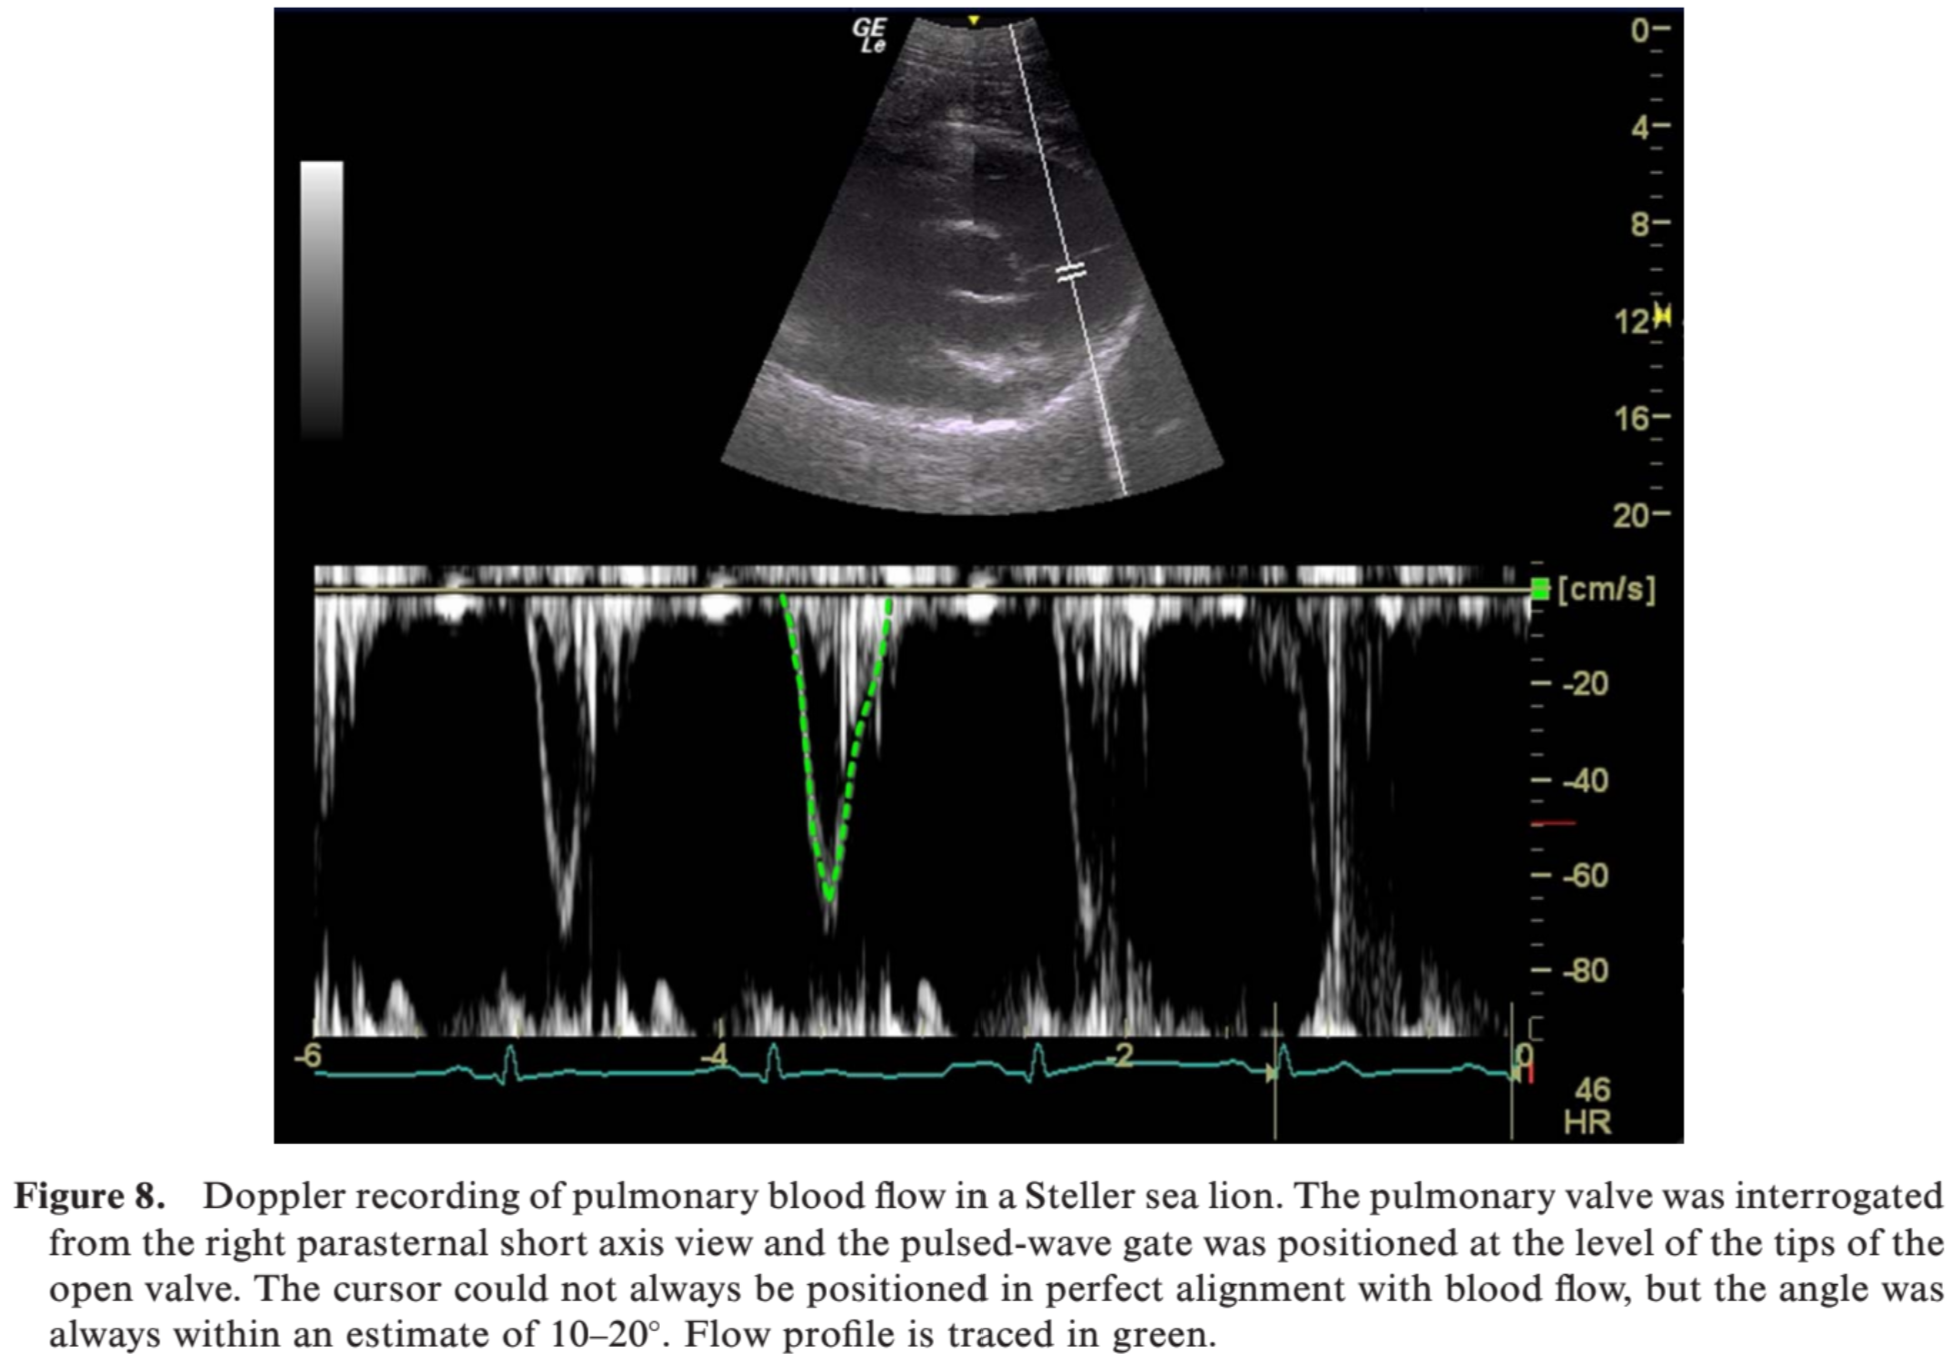 GE
Le
0
4
8
12
16
20
[cm/s]
-20
-40
-60
-80
-6
-4
-2
0
46
HR
Figure 8. Doppler recording of pulmonary blood flow in a Steller sea lion. The pulmonary valve was interrogated
from the right parasternal short axis view and the pulsed-wave gate was positioned at the level of the tips of the
open valve. The cursor could not always be positioned in perfect alignment with blood flow, but the angle was
always within an estimate of 10–20°. Flow profile is traced in green.